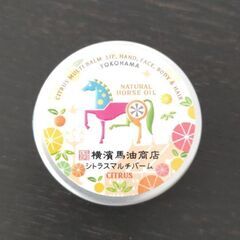 CITRUS MULTI BALM LIP, HAND, FACE, BODY & HAIR
YOKOHAMA
NATURAL
HORSE OIL
横濱馬油商店
シトラスマルチバーム
CITRUS